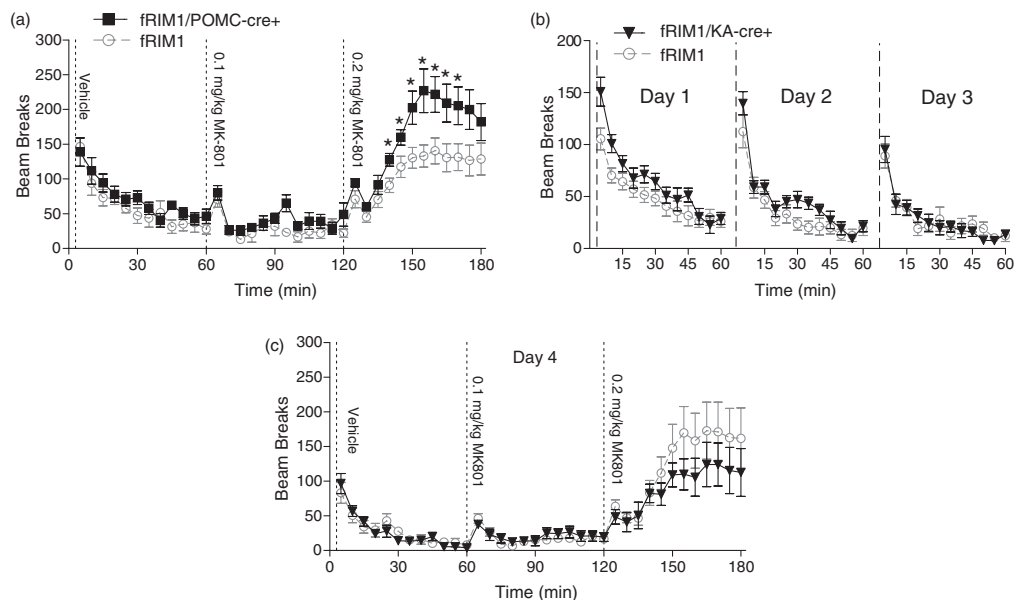 (a)
fRIM1/POMC-cre+
fRIM1
300
250
200
150
100
50
0
Beam Breaks
Vehicle
0.1 mg/kg MK-801
0.2 mg/kg MK-801
* * * * * * *
0 30 60 90 120 150 180
Time (min)
(b)
fRIM1/KA-cre+
fRIM1
200
150
100
50
0
Beam Breaks
Day 1
Day 2
Day 3
15 30 45 60 15 30 45 60 15 30 45 60
Time (min)
(c)
Day 4
300
250
200
150
100
50
0
Beam Breaks
Vehicle
0.1 mg/kg MK801
0.2 mg/kg MK801
0 30 60 90 120 150 180
Time (min)